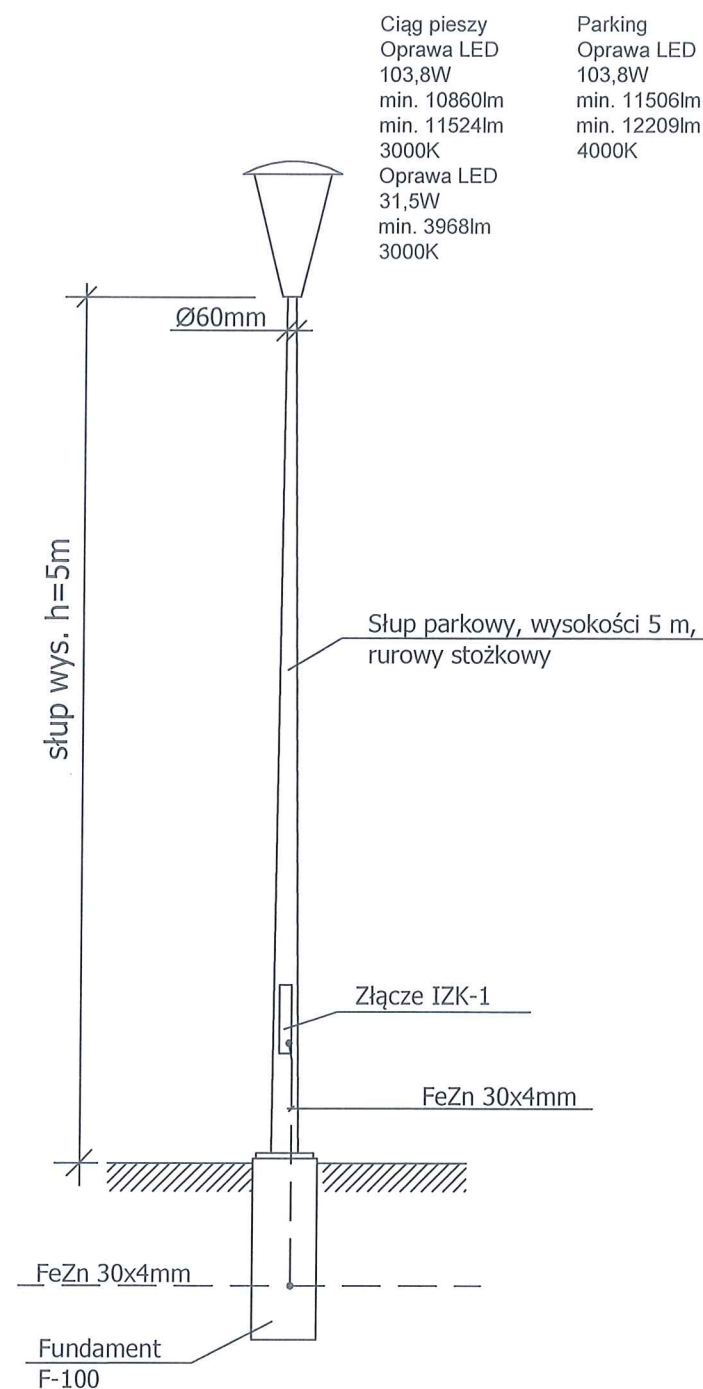 Ciąg pieszy
Oprawa LED
103,8W
min. 10860lm
min. 11524lm
3000K
Oprawa LED
31,5W
min. 3968lm
3000K
Parking
Oprawa LED
103,8W
min. 11506lm
min. 12209lm
4000K
Ø60mm
słup wys. h=5m
Słup parkowy, wysokości 5 m,
rurowy stożkowy
Złącze IZK-1
FeZn 30x4mm
FeZn 30x4mm
Fundament
F-100